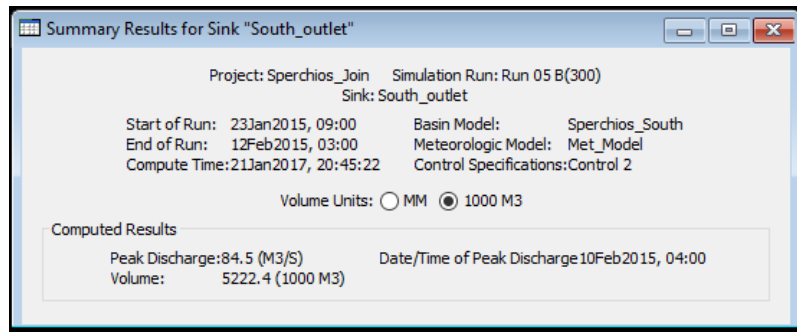 Summary Results for Sink "South_outlet"
Project: Sperchios_Join Simulation Run: Run 05 B(300)
Sink: South_outlet
Start of Run: 23Jan2015, 09:00 Basin Model: Sperchios_South
End of Run: 12Feb2015, 03:00 Meteorologic Model: Met_Model
Compute Time:21Jan2017, 20:45:22 Control Specifications:Control 2
Volume Units: MM 1000 M3
Computed Results
Peak Discharge:84.5 (M3/S) Date/Time of Peak Discharge10Feb2015, 04:00
Volume: 5222.4 (1000 M3)